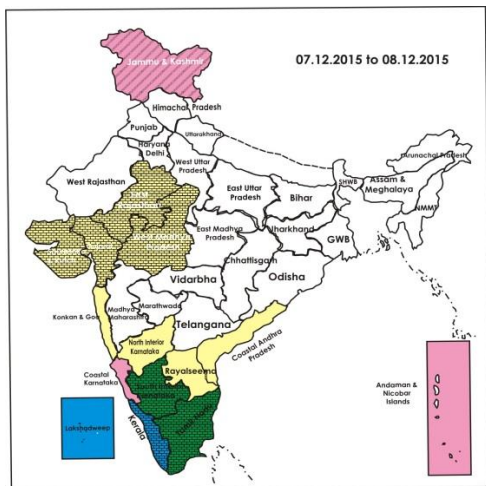 07.12.2015 to 08.12.2015
Jammu & Kashmir
Himachal Pradesh
Punjab
Uttarakhand
Haryana
& Delhi
West Uttar
Pradesh
West Rajasthan
Arunachal Pradesh
SHWB
Assam &
Meghalaya
East Uttar
Pradesh
Bihar
NMMT
East Madhya
Pradesh
Jharkhand
GWB
Chhattisgarh
Vidarbha
Odisha
Konkan & Goa
Madhya
Maharashtra
Marathwada
Telangana
North Interior
Karnataka
Coastal Andhra
Pradesh
Rayalseema
Coastal
Karnataka
Andaman &
Nicobar
Islands
Lakshadweep
Kerala